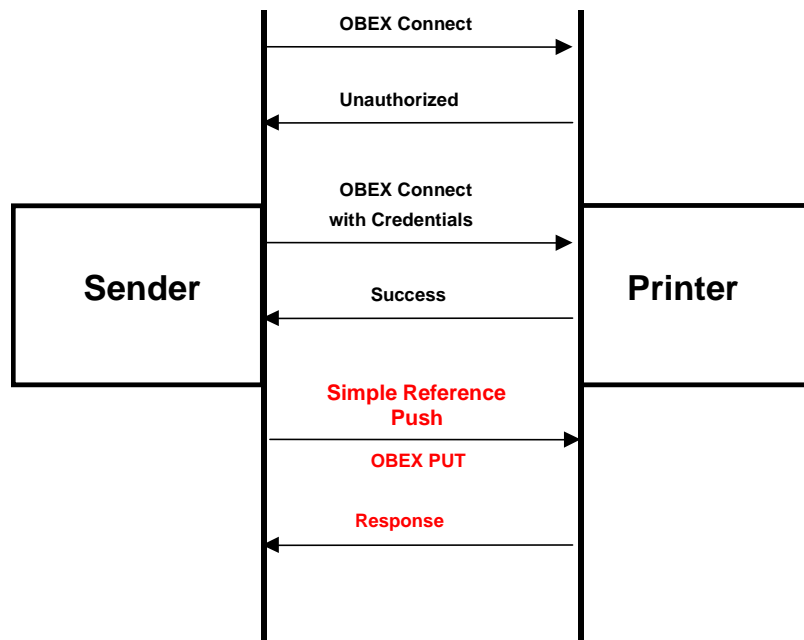 OBEX Connect
Unauthorized
OBEX Connect
with Credentials
Sender
Success
Printer
Simple Reference
Push
OBEX PUT
Response